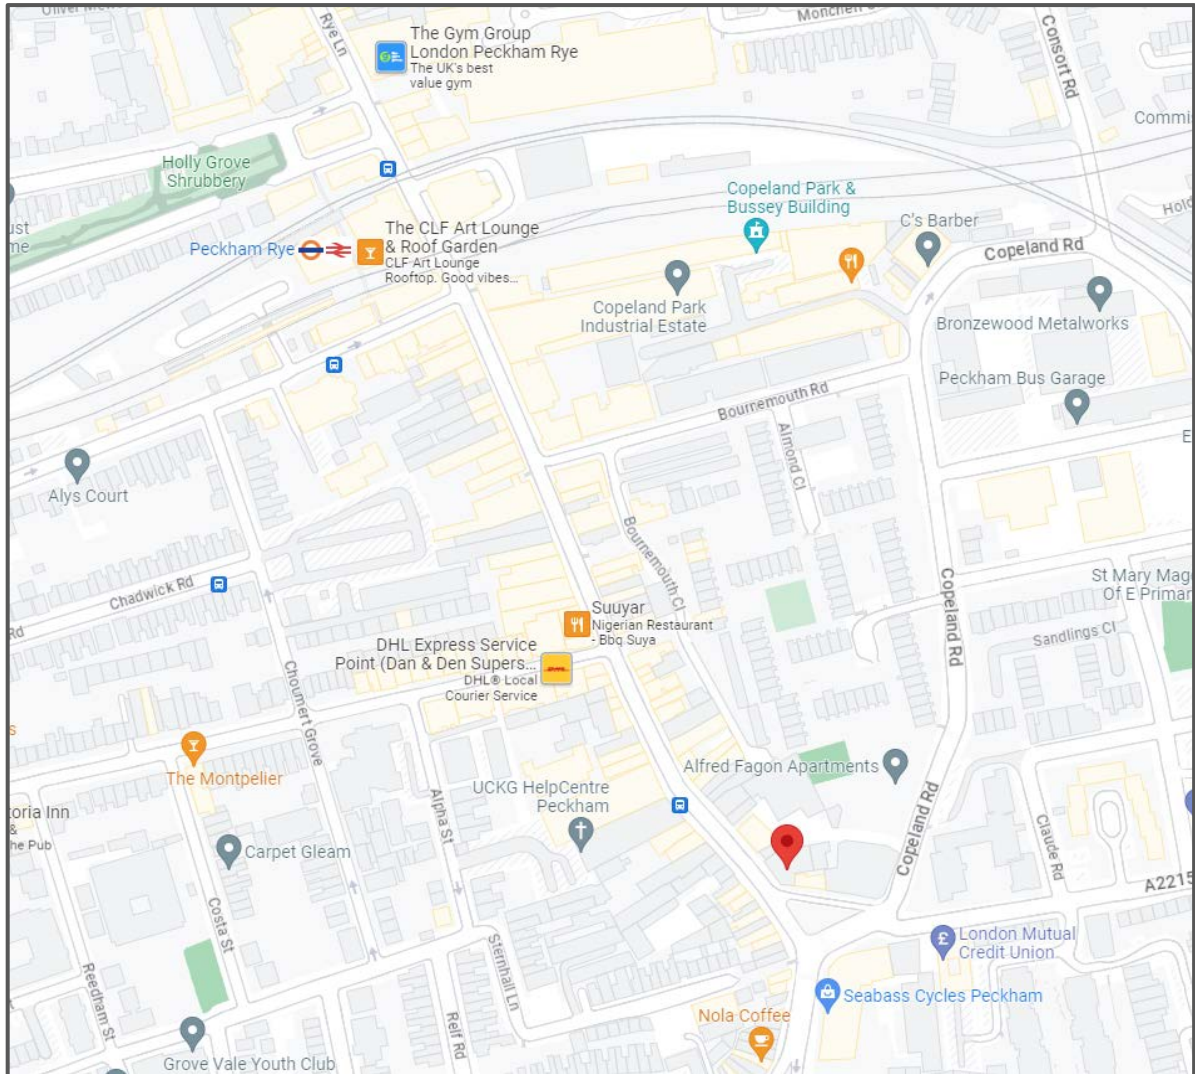 Rye Ln
The Gym Group
London Peckham Rye
The UK's best
value gym
Consort Rd
Holly Grove
Shrubbery
Copeland Park &
Bussey Building
C's Barber
Copeland Rd
Peckham Rye
The CLF Art Lounge
& Roof Garden
CLF Art Lounge
Rooftop. Good vibes...
Copeland Park
Industrial Estate
Bronzewood Metalworks
Peckham Bus Garage
Bournemouth Rd
Almond Cl
Alys Court
Bournemouth Cl
Chadwick Rd
Copeland Rd
St Mary Mag
Of E Primar
Sandlings Cl
Suuyar
Nigerian Restaurant
- Bbq Suya
DHL Express Service
Point (Dan & Den Supers...
DHL® Local
Courier Service
Choumert Grove
The Montpelier
Alfred Fagon Apartments
UCKG HelpCentre
Peckham
Alpha St
toria Inn
&
he Pub
Carpet Gleam
Copeland Rd
Claude Rd
A2215
Costa St
London Mutual
Credit Union
Sternhall Ln
Reedham St
Seabass Cycles Peckham
Nola Coffee
Relf Rd
Grove Vale Youth Club